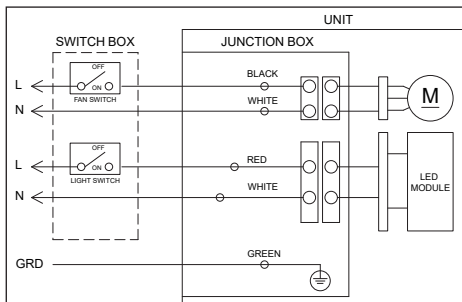 UNIT
SWITCH BOX
JUNCTION BOX
OFF
ON
L
FAN SWITCH
BLACK
N
WHITE
M
OFF
ON
L
LIGHT SWITCH
RED
N
WHITE
LED
MODULE
GREEN
GRD